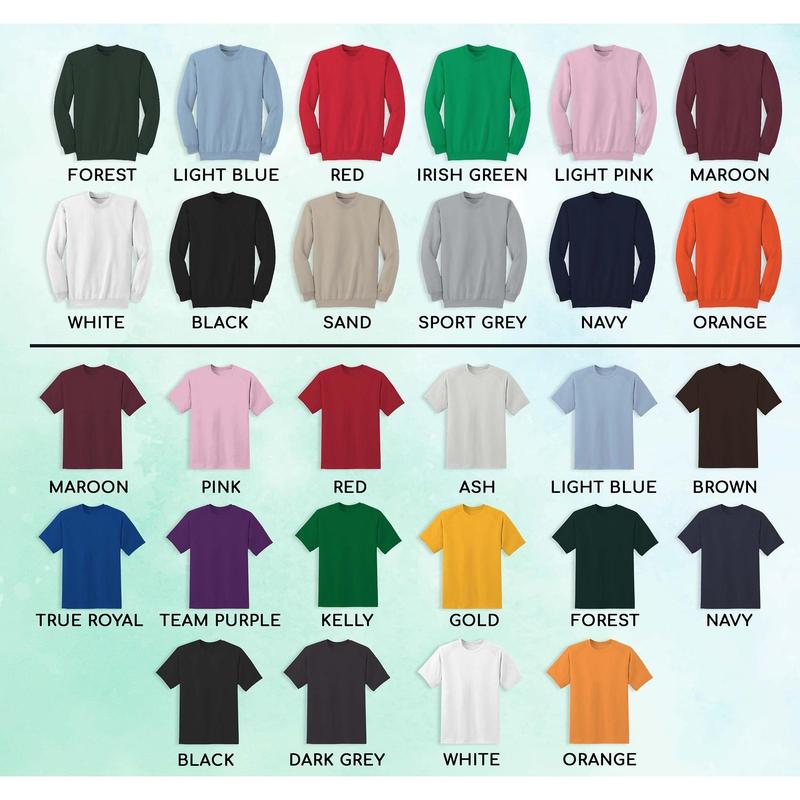 FOREST LIGHT BLUE RED IRISH GREEN LIGHT PINK MAROON
WHITE BLACK SAND SPORT GREY NAVY ORANGE
MAROON PINK RED ASH LIGHT BLUE BROWN
TRUE ROYAL TEAM PURPLE KELLY GOLD FOREST NAVY
BLACK DARK GREY WHITE ORANGE